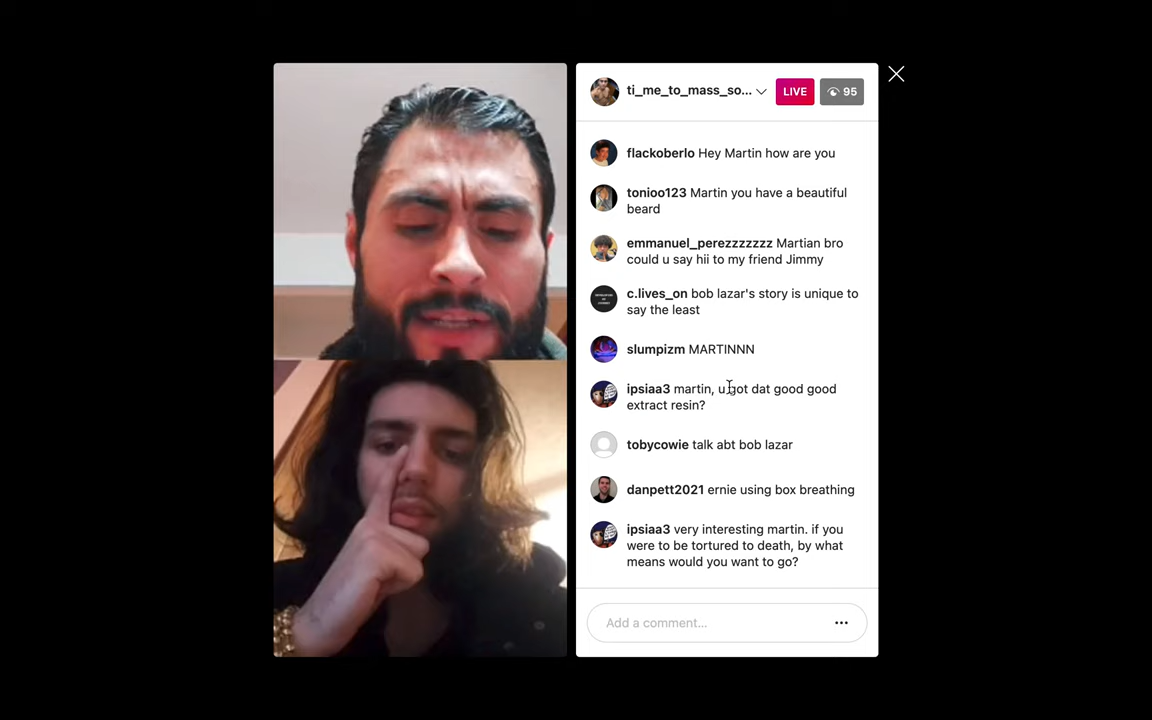 ti_me_to_mass_so...
LIVE
95
flackoberlo Hey Martin how are you
tonioo123 Martin you have a beautiful
beard
emmanuel_perezzzzzzz Martian bro
could u say hii to my friend Jimmy
c.lives_on bob lazar's story is unique to
say the least
slumpizm MARTINNN
ipsiaa3 martin, u got dat good good
extract resin?
tobycowie talk abt bob lazar
danpett2021 ernie using box breathing
ipsiaa3 very interesting martin. if you
were to be tortured to death, by what
means would you want to go?
Add a comment...